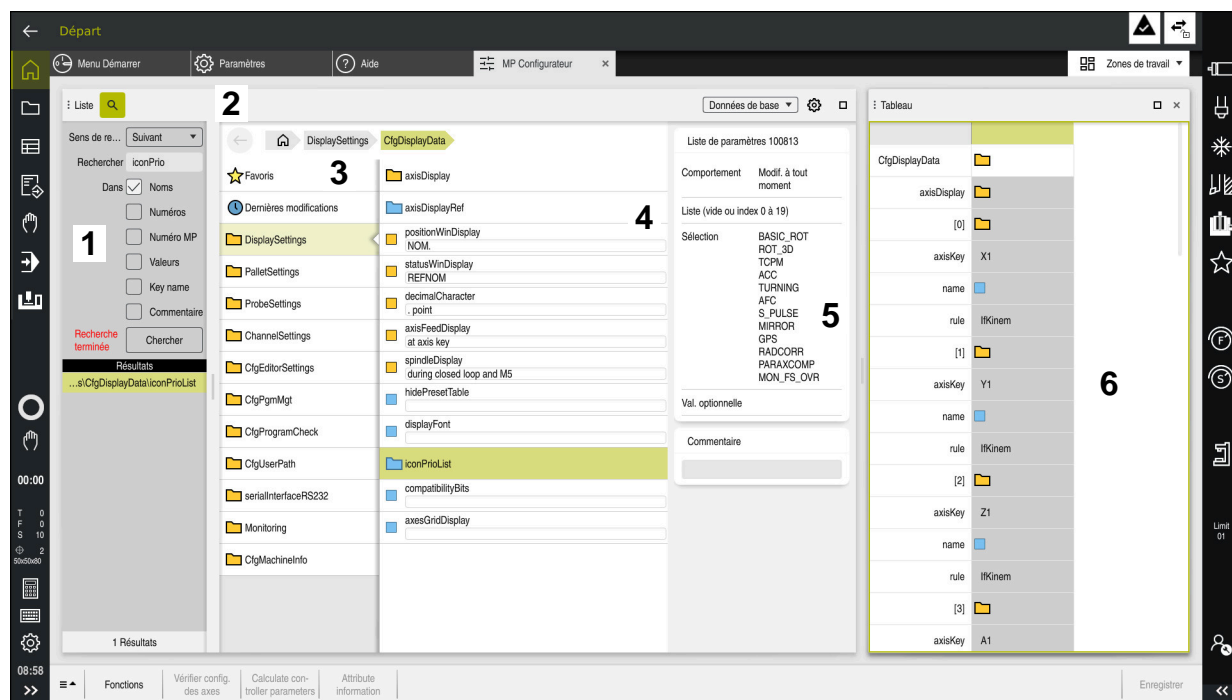 Départ
Menu Démarrer
Paramètres
Aide
MP Configurateur
Zones de travail
Liste
2
Données de base
Tableau
Sens de re...
Suivant
Rechercher
iconPrio
Dans
Noms
Numéros
1
Numéro MP
Valeurs
Key name
Commentaire
Recherche
terminée
Chercher
Résultats
...s\CfgDisplayData\iconPrioList
1 Résultats
DisplaySettings
CfgDisplayData
3
Favoris
Dernières modifications
DisplaySettings
PalletSettings
ProbeSettings
ChannelSettings
CfgEditorSettings
CfgPgmMgt
CfgProgramCheck
CfgUserPath
serialInterfaceRS232
Monitoring
CfgMachineInfo
axisDisplay
axisDisplayRef
4
positionWinDisplay
NOM.
statusWinDisplay
REFNOM
decimalCharacter
. point
axisFeedDisplay
at axis key
spindleDisplay
during closed loop and M5
hidePresetTable
displayFont
iconPrioList
compatibilityBits
axesGridDisplay
Liste de paramètres 100813
Comportement
Modif. à tout
moment
Liste (vide ou index 0 à 19)
Sélection
BASIC_ROT
ROT_3D
TCPM
ACC
TURNING
AFC
S_PULSE
MIRROR
GPS
RADCORR
PARAXCOMP
MON_FS_OVR
5
Val. optionnelle
Commentaire
CfgDisplayData
axisDisplay
[0]
axisKey
X1
name
rule
IfKinem
[1]
axisKey
Y1
6
name
rule
IfKinem
[2]
axisKey
Z1
name
rule
IfKinem
[3]
axisKey
A1
00:00
T 0
F 0
S 10
2
50x50x80
08:58
F
S
Limit
01
Fonctions
Vérifier config.
des axes
Calculate con-
troller parameters
Attribute
information
Enregistrer